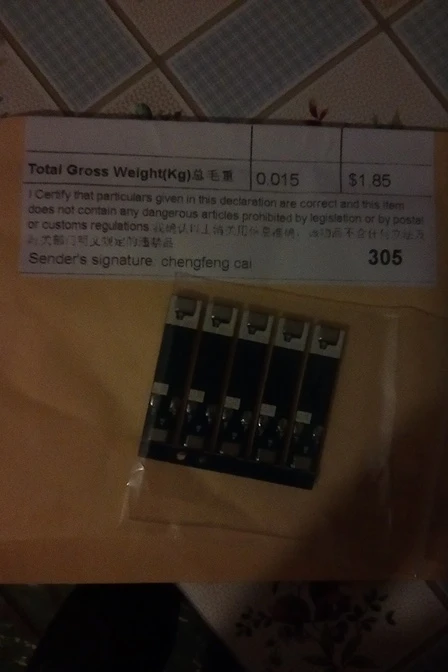 Total Gross Weight(Kg)总毛重 0.015 $1.85
I Certify that particulars given in this declaration are correct and this item
does not contain any dangerous articles prohibited by legislation or by postal
or customs regulations
Sender's signature: chengfeng cai 305